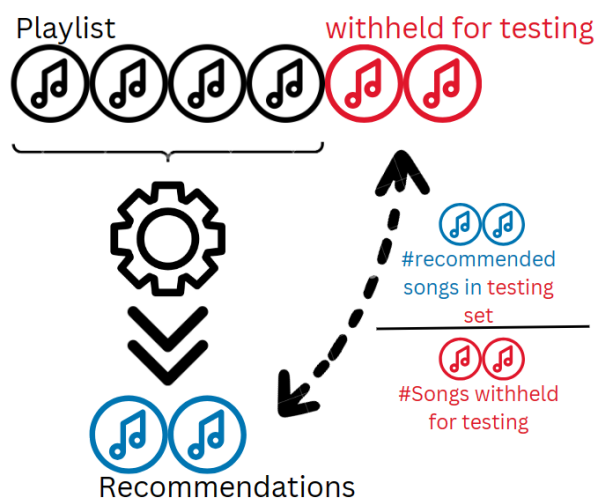 Playlist
withheld for testing
#recommended
songs in testing
set
#Songs withheld
for testing
Recommendations